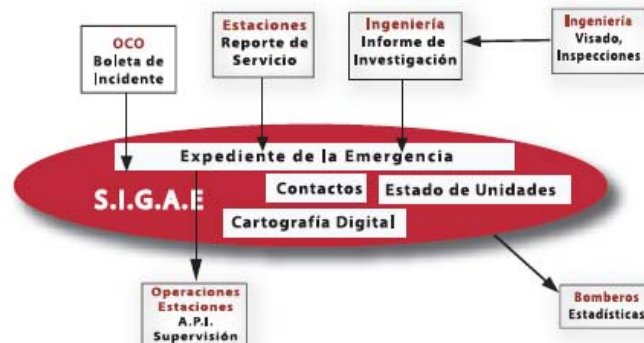 OCO
Boleta de
Incidente
Estaciones
Reporte de
Servicio
Ingeniería
Informe de
Investigación
Ingeniería
Visado,
Inspecciones
Expediente de la Emergencia
S.I.G.A.E
Contactos
Estado de Unidades
Cartografía Digital
Operaciones
Estaciones
A.P.I.
Supervisión
Bomberos
Estadísticas